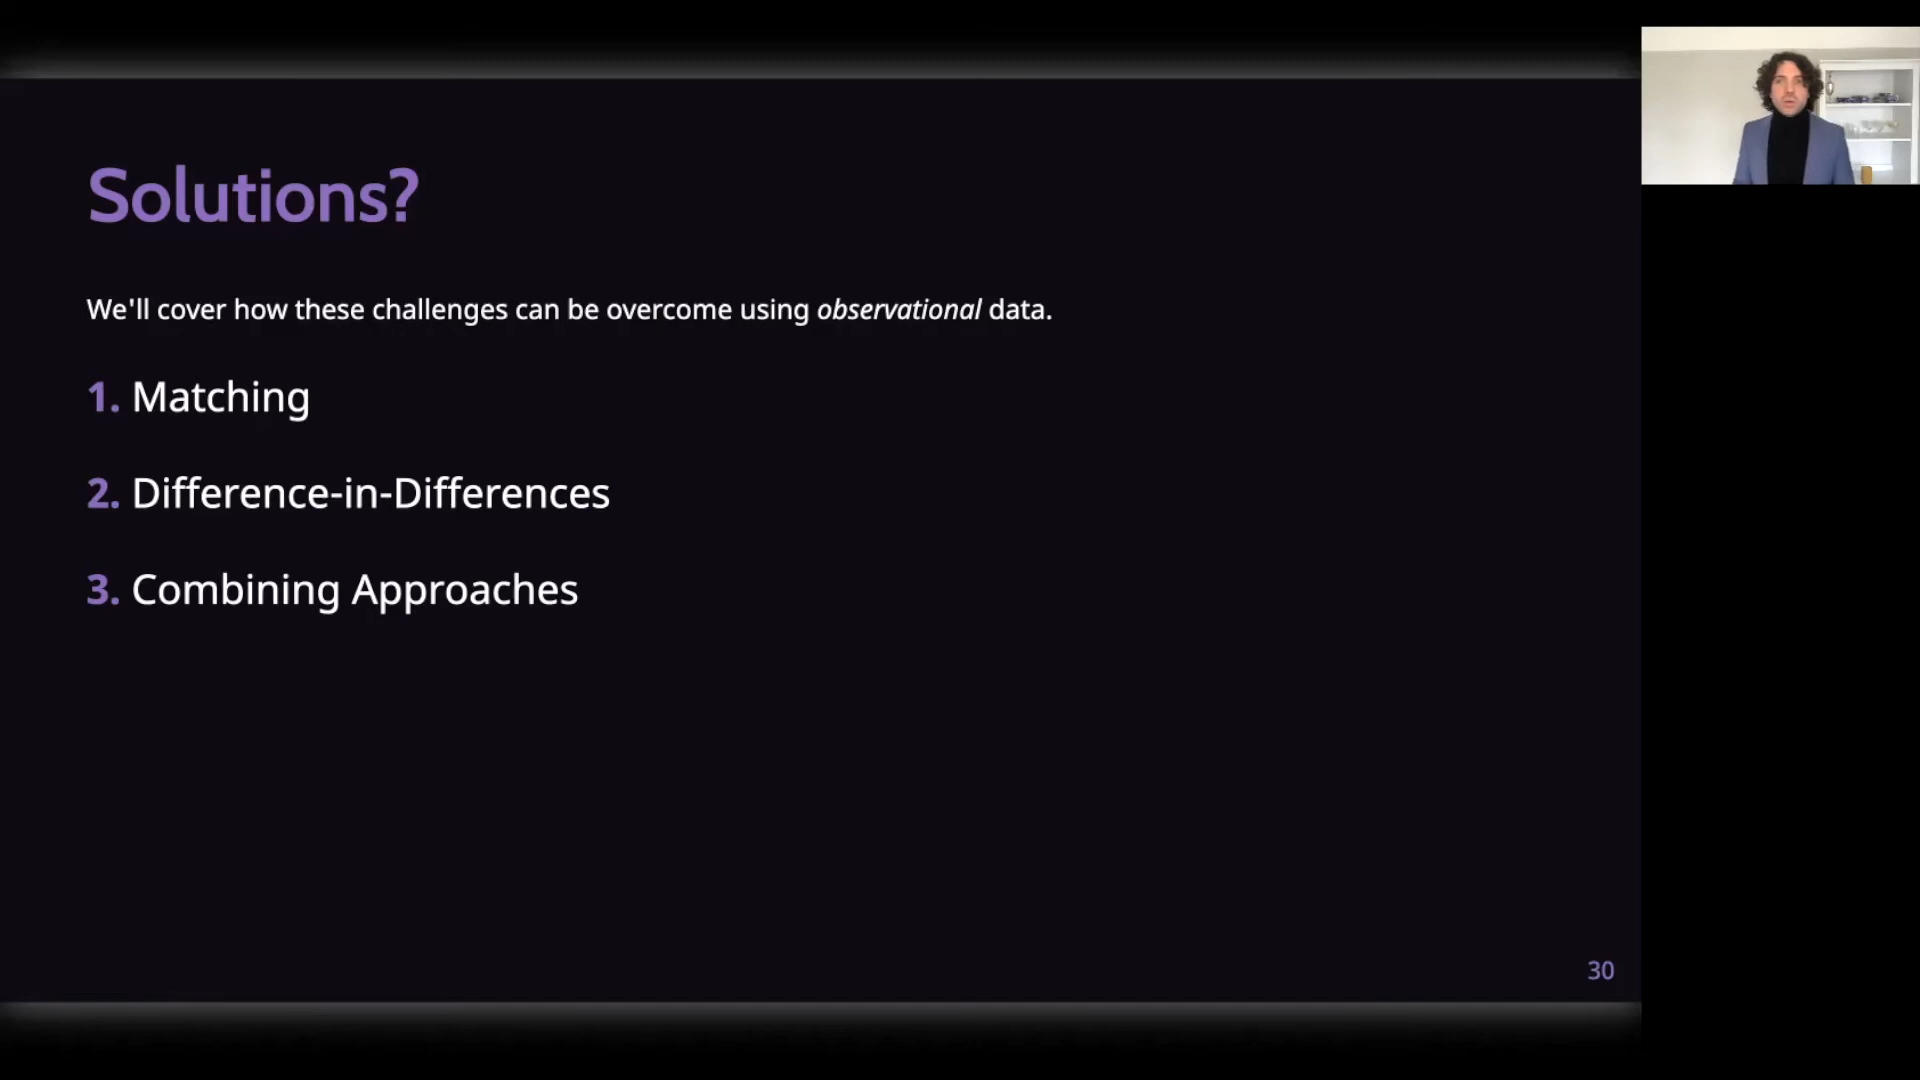 Solutions?
We'll cover how these challenges can be overcome using observational data.
1. Matching
2. Difference-in-Differences
3. Combining Approaches
30